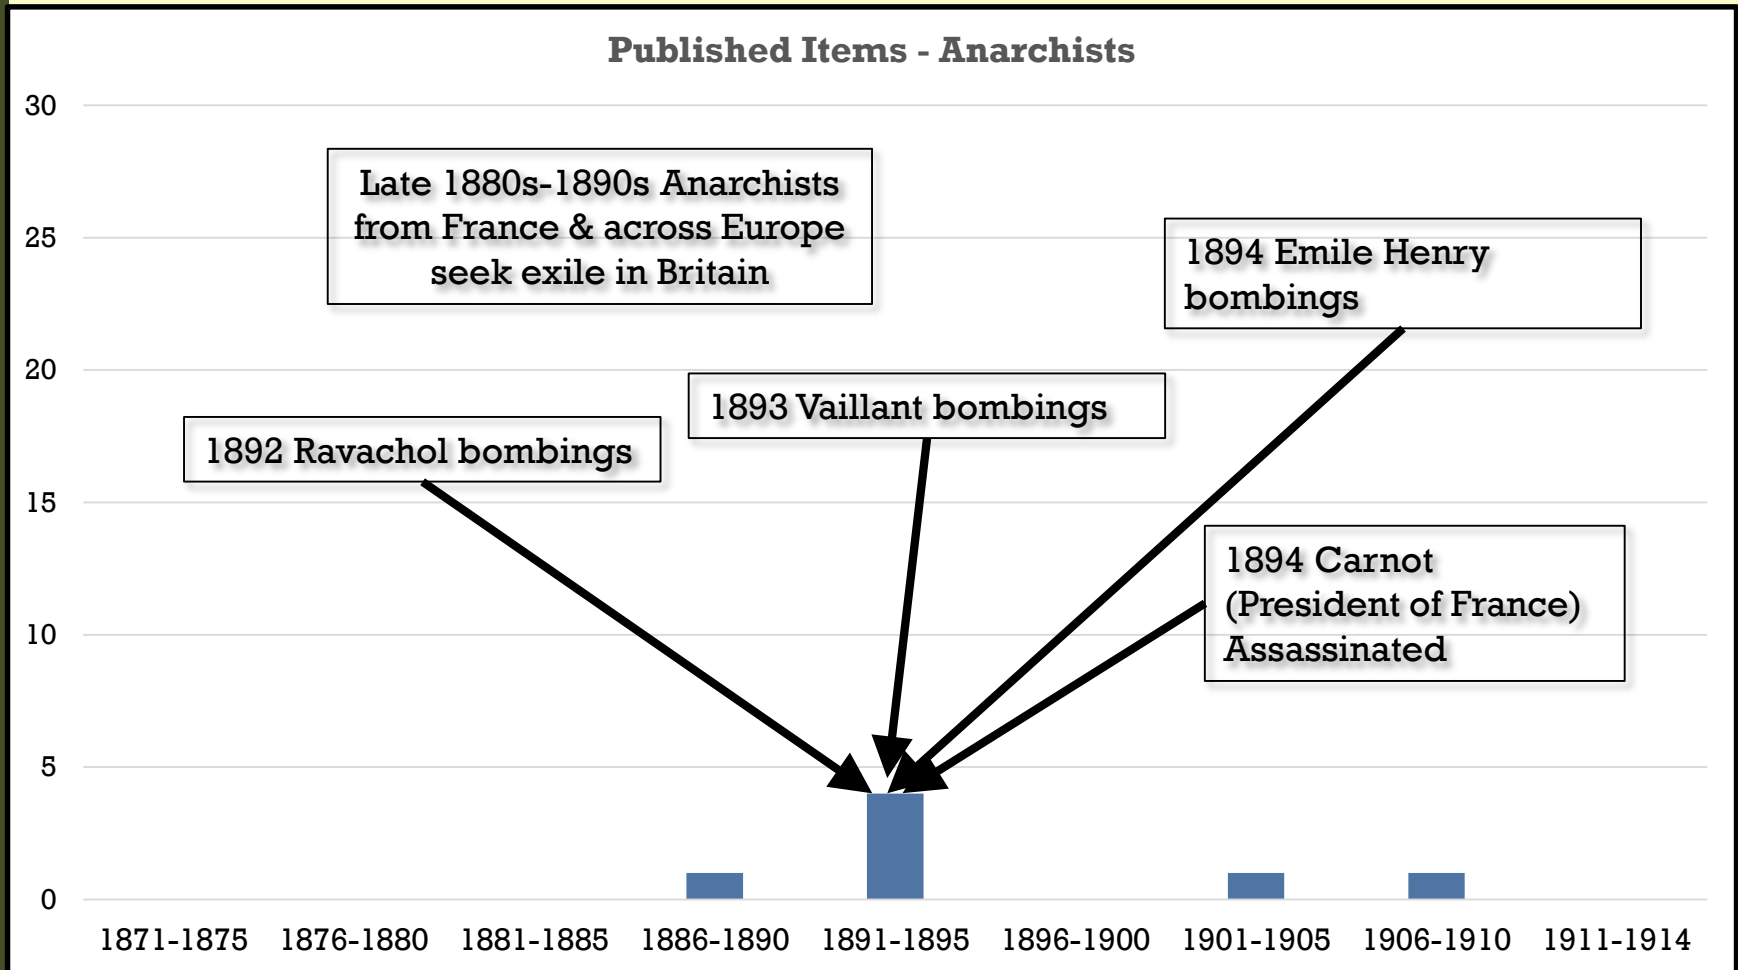 Published Items - Anarchists
30
25
20
15
10
5
0
Late 1880s-1890s Anarchists
from France & across Europe
seek exile in Britain
1894 Emile Henry
bombings
1893 Vaillant bombings
1892 Ravachol bombings
1894 Carnot
(President of France)
Assassinated
1871-1875 1876-1880 1881-1885 1886-1890 1891-1895 1896-1900 1901-1905 1906-1910 1911-1914